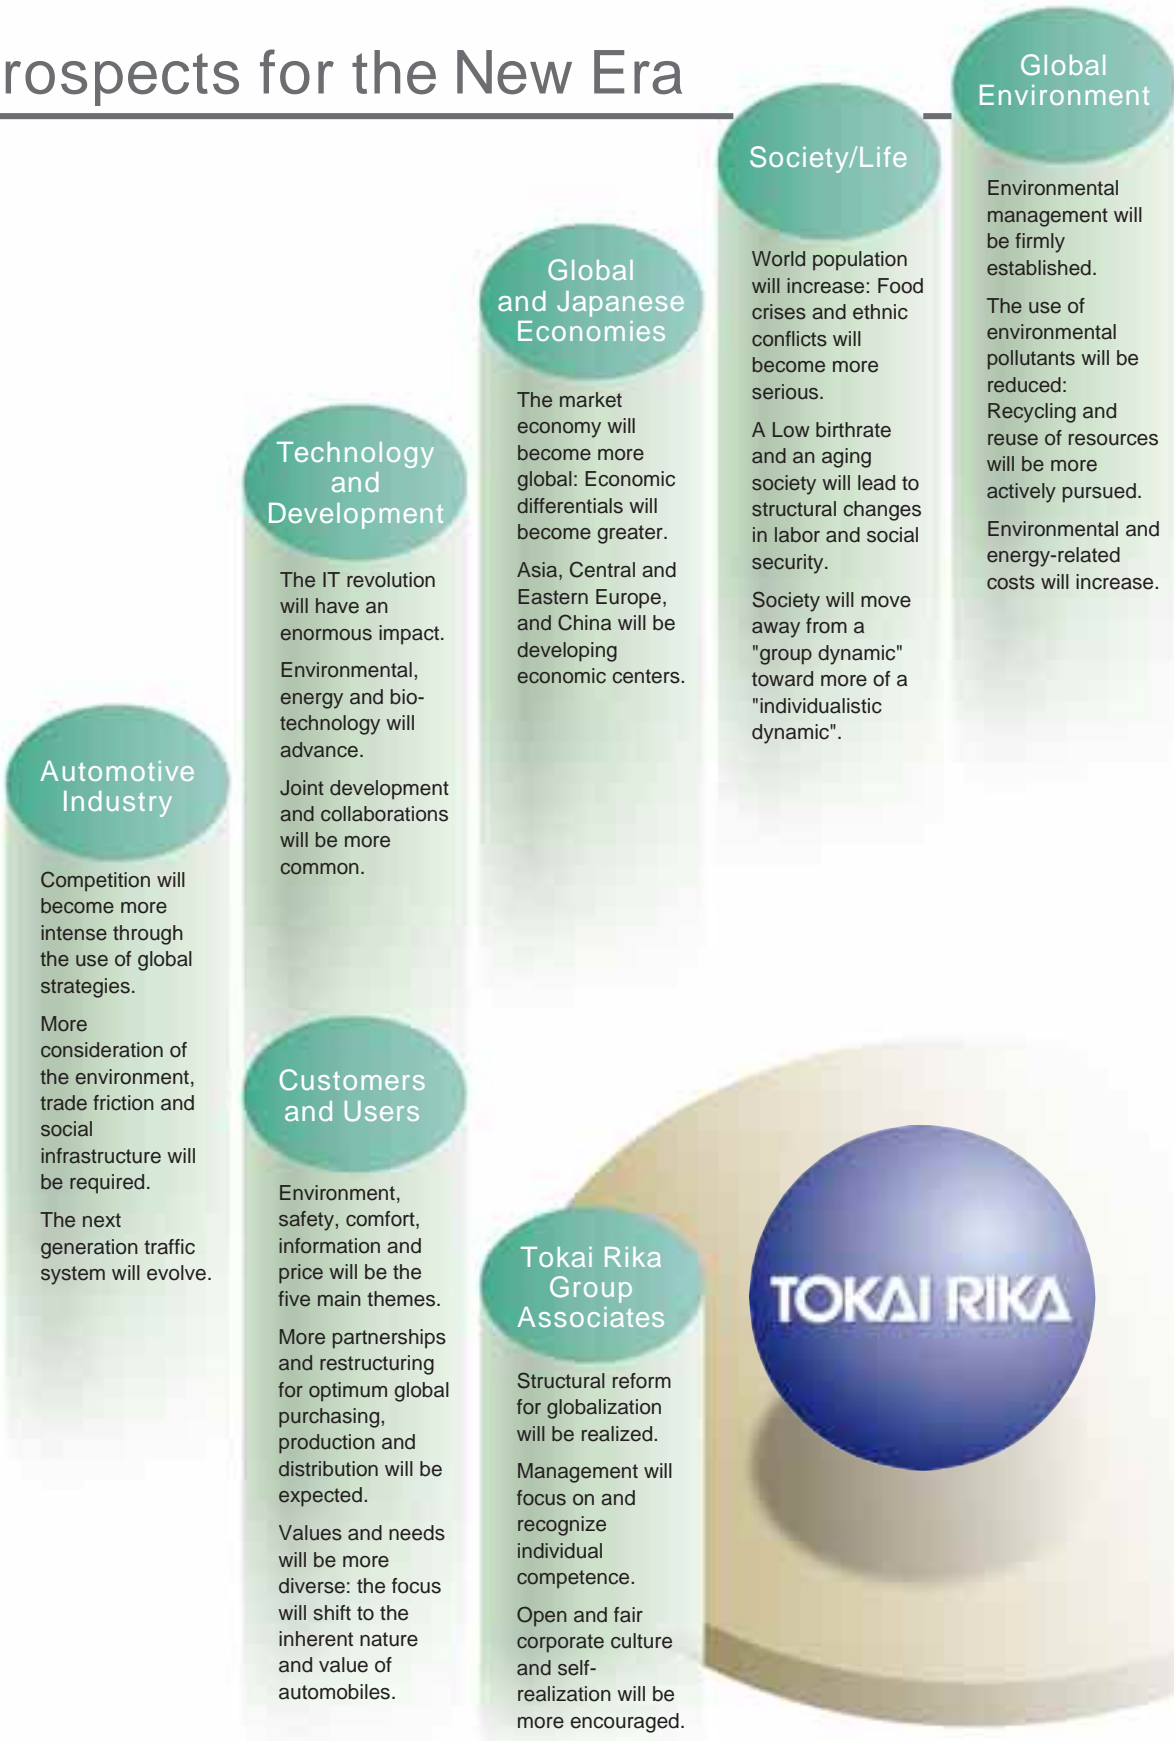 rospects for the New Era
Global
Environment
Environmental
management will
be firmly
established.
The use of
environmental
pollutants will be
reduced:
Recycling and
reuse of resources
will be more
actively pursued.
Environmental and
energy-related
costs will increase.
Society/Life
World population
will increase: Food
crises and ethnic
conflicts will
become more
serious.
A Low birthrate
and an aging
society will lead to
structural changes
in labor and social
security.
Society will move
away from a
"group dynamic"
toward more of a
"individualistic
dynamic".
Global
and Japanese
Economies
The market
economy will
become more
global: Economic
differentials will
become greater.
Asia, Central and
Eastern Europe,
and China will be
developing
economic centers.
Technology
and
Development
The IT revolution
will have an
enormous impact.
Environmental,
energy and bio-
technology will
advance.
Joint development
and collaborations
will be more
common.
Automotive
Industry
Competition will
become more
intense through
the use of global
strategies.
More
consideration of
the environment,
trade friction and
social
infrastructure will
be required.
The next
generation traffic
system will evolve.
Customers
and Users
Environment,
safety, comfort,
information and
price will be the
five main themes.
More partnerships
and restructuring
for optimum global
purchasing,
production and
distribution will be
expected.
Values and needs
will be more
diverse: the focus
will shift to the
inherent nature
and value of
automobiles.
Tokai Rika
Group
Associates
Structural reform
for globalization
will be realized.
Management will
focus on and
recognize
individual
competence.
Open and fair
corporate culture
and self-
realization will be
more encouraged.
TOKAI RIKA